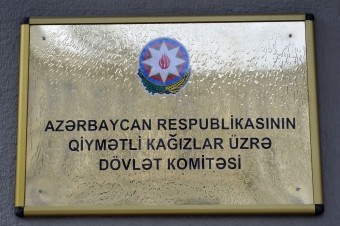 AZƏRBAYCAN RESPUBLİKASININ
QİYMƏTLİ KAĞIZLAR ÜZRƏ
DÖVLƏT KOMİTƏSİ